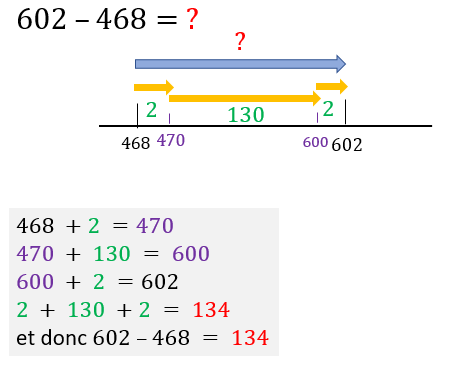 602 – 468 = ?
?
2 130 2
468 470 600 602
468 + 2 = 470
470 + 130 = 600
600 + 2 = 602
2 + 130 + 2 = 134
et donc 602 – 468 = 134